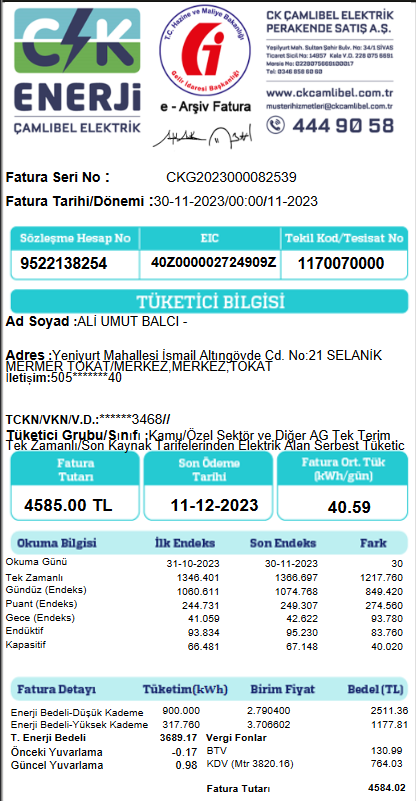 CK
ENERJi
ÇAMLIBEL ELEKTRİK
T.C. Hazine ve Maliye Bakanlığı
Gelir İdaresi Başkanlığı
e - Arşiv Fatura
CK ÇAMLIBEL ELEKTRİK
PERAKENDE SATIŞ A.Ş.
Yeşilyurt Mah. Sultan Şehir Bulv. No: 34/1 SİVAS
Tel: 0346 858 60 60
www.ckcamlibel.com.tr
musterihizmetleri@ckcamlibel.com.tr
444 90 58
Fatura Seri No : CKG2023000082539
Fatura Tarihi/Dönemi :30-11-2023/00:00/11-2023
Sözleşme Hesap No EIC Tekil Kod/Tesisat No
9522138254 40Z000002724909Z 1170070000
TÜKETİCİ BİLGİSİ
Ad Soyad :ALİ UMUT BALCI -
Adres :Yeniyurt Mahallesi İsmail Altıngövde Cd. No:21 SELANİK
MERMER TOKAT/MERKEZ,MERKEZ,TOKAT
İletişim:505*******40
TCKN/VKN/V.D.:******3468//
Tüketici Grubu/Sınıfı :Kamu/Özel Sektör ve Diğer AG Tek Terim
Tek Zamanlı/Son Kaynak Tarifelerinden Elektrik Alan Serbest Tüketic
Fatura Tutarı Son Ödeme Tarihi Fatura Ort. Tük (kWh/gün)
4585.00 TL 11-12-2023 40.59
Okuma Bilgisi İlk Endeks Son Endeks Fark
Okuma Günü 31-10-2023 30-11-2023 30
Tek Zamanlı 1346.401 1366.697 1217.760
Gündüz (Endeks) 1060.611 1074.768 849.420
Puant (Endeks) 244.731 249.307 274.560
Gece (Endeks) 41.059 42.622 93.780
Endüktif 93.834 95.230 83.760
Kapasitif 66.481 67.148 40.020
Fatura Detayı Tüketim(kWh) Birim Fiyat Bedel (TL)
Enerji Bedeli-Düşük Kademe 900.000 2.790400 2511.36
Enerji Bedeli-Yüksek Kademe 317.760 3.706602 1177.81
T. Enerji Bedeli 3689.17 Vergi Fonlar
Önceki Yuvarlama -0.17 BTV 130.99
Güncel Yuvarlama 0.98 KDV (Mtr 3820.16) 764.03
Fatura Tutarı 4584.02